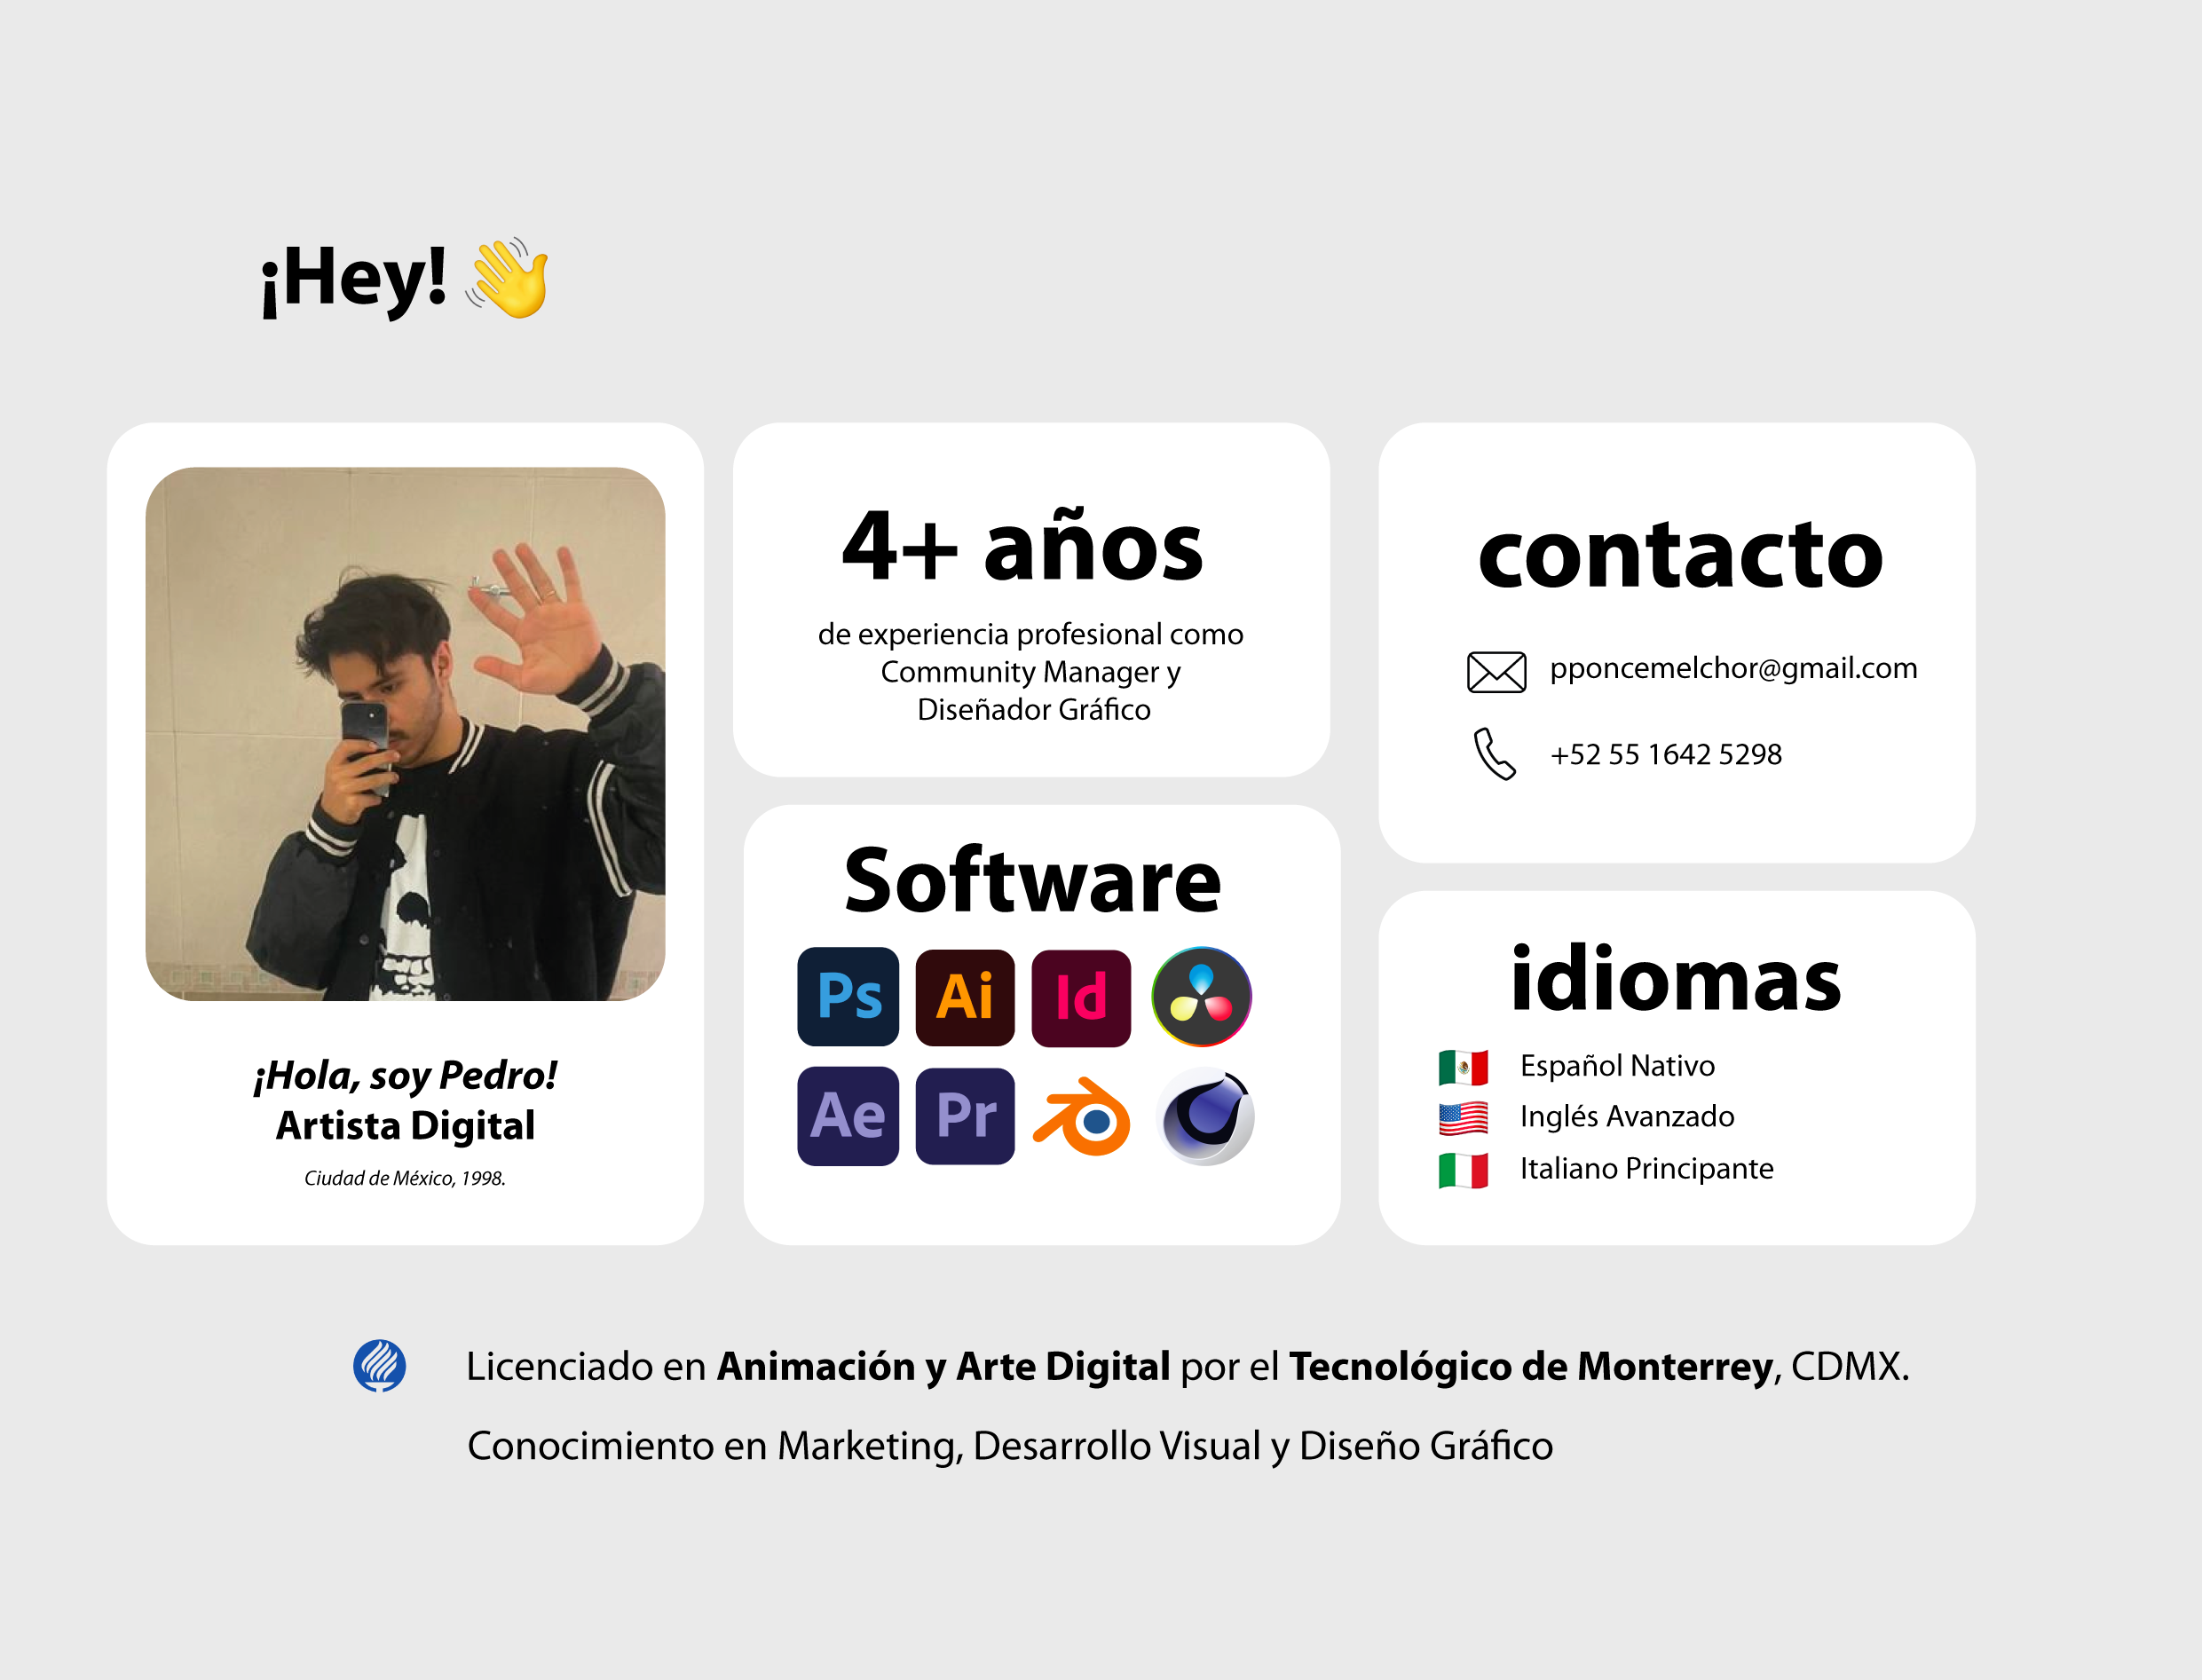 ¡Hey!
¡Hola, soy Pedro!
Artista Digital
Ciudad de México, 1998.
4+ años
de experiencia profesional como
Community Manager y
Diseñador Gráfico
Software
Ps Ai Id
Ae Pr
contacto
pponcemelchor@gmail.com
+52 55 1642 5298
idiomas
Español Nativo
Inglés Avanzado
Italiano Principante
Licenciado en Animación y Arte Digital por el Tecnológico de Monterrey, CDMX.
Conocimiento en Marketing, Desarrollo Visual y Diseño Gráfico